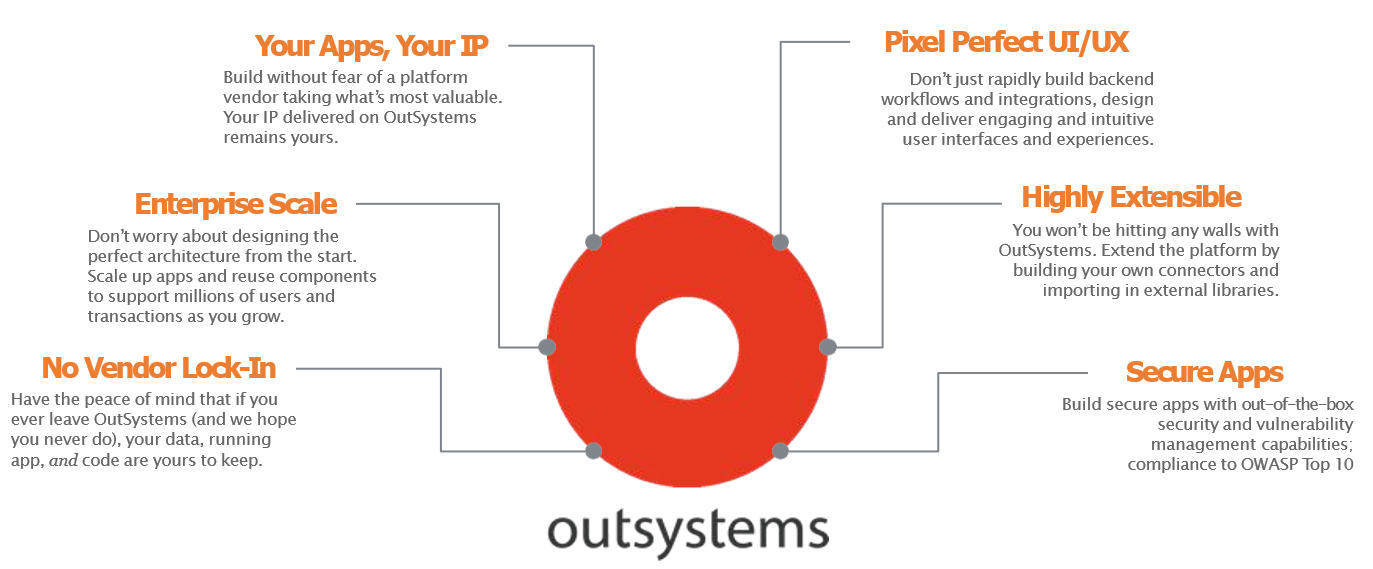 Your Apps, Your IP
Build without fear of a platform
vendor taking what's most valuable.
Your IP delivered on OutSystems
remains yours.
Enterprise Scale
Don't worry about designing the
perfect architecture from the start.
Scale up apps and reuse components
to support millions of users and
transactions as you grow.
No Vendor Lock-In
Have the peace of mind that if you
ever leave OutSystems (and we hope
you never do), your data, running
app, and code are yours to keep.
Pixel Perfect UI/UX
Don't just rapidly build backend
workflows and integrations, design
and deliver engaging and intuitive
user interfaces and experiences.
Highly Extensible
You won't be hitting any walls with
OutSystems. Extend the platform by
building your own connectors and
importing in external libraries.
Secure Apps
Build secure apps with out-of-the-box
security and vulnerability
management capabilities;
compliance to OWASP Top 10
outsystems